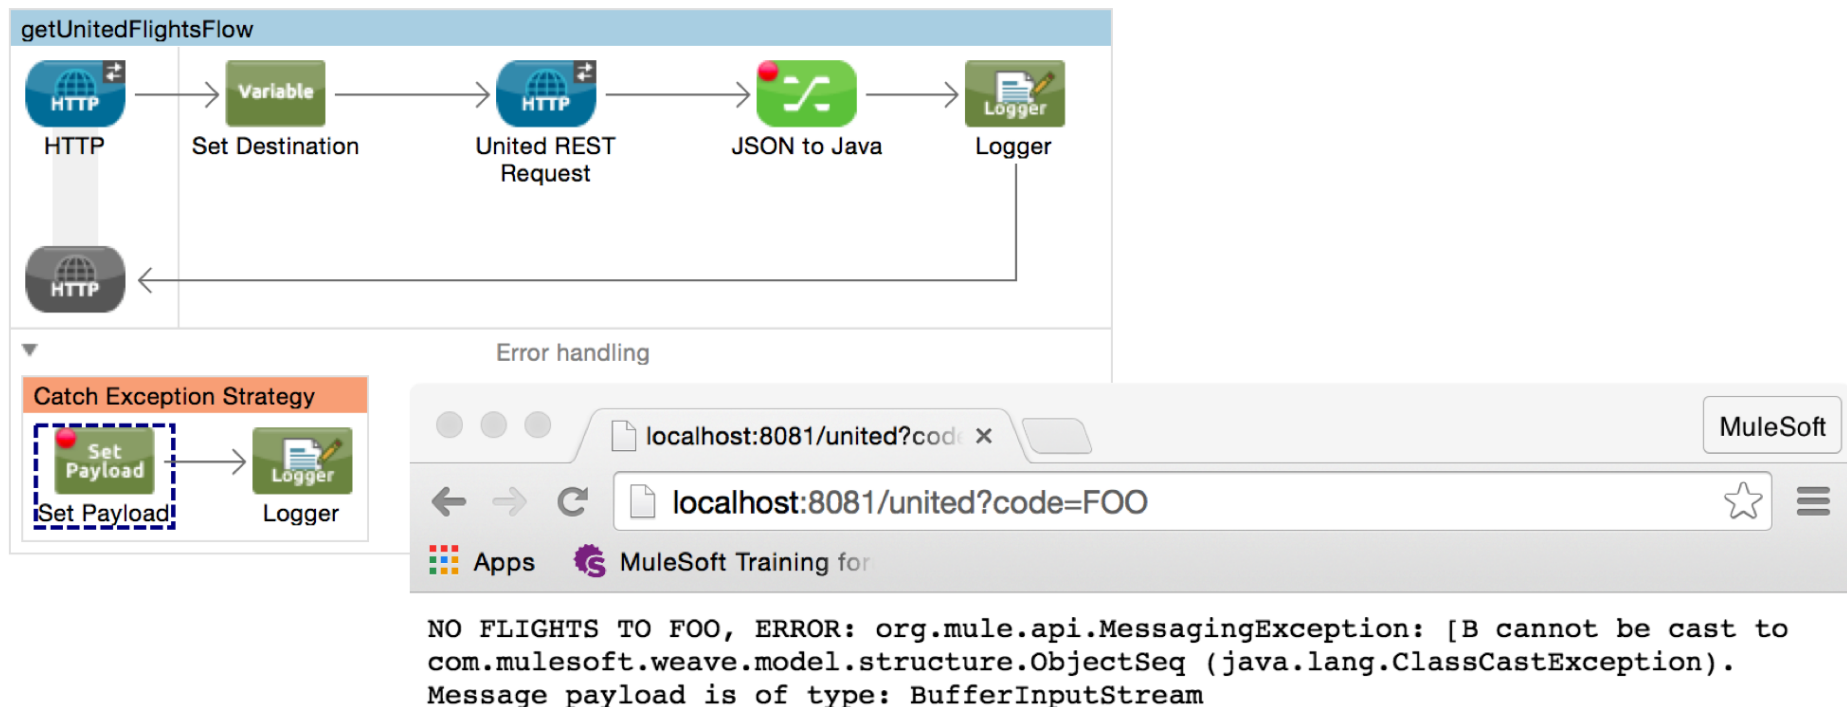 getUnitedFlightsFlow
HTTP
Variable
HTTP
Logger
HTTP
Set Destination
United REST
Request
JSON to Java
Logger
HTTP
Error handling
Catch Exception Strategy
Set
Payload
Logger
Set Payload
Logger
localhost:8081/united?cod
MuleSoft
localhost:8081/united?code=FOO
Apps
MuleSoft Training for
NO FLIGHTS TO FOO, ERROR: org.mule.api.MessagingException: [B cannot be cast to
com.mulesoft.weave.model.structure.ObjectSeq (java.lang.ClassCastException).
Message payload is of type: BufferInputStream